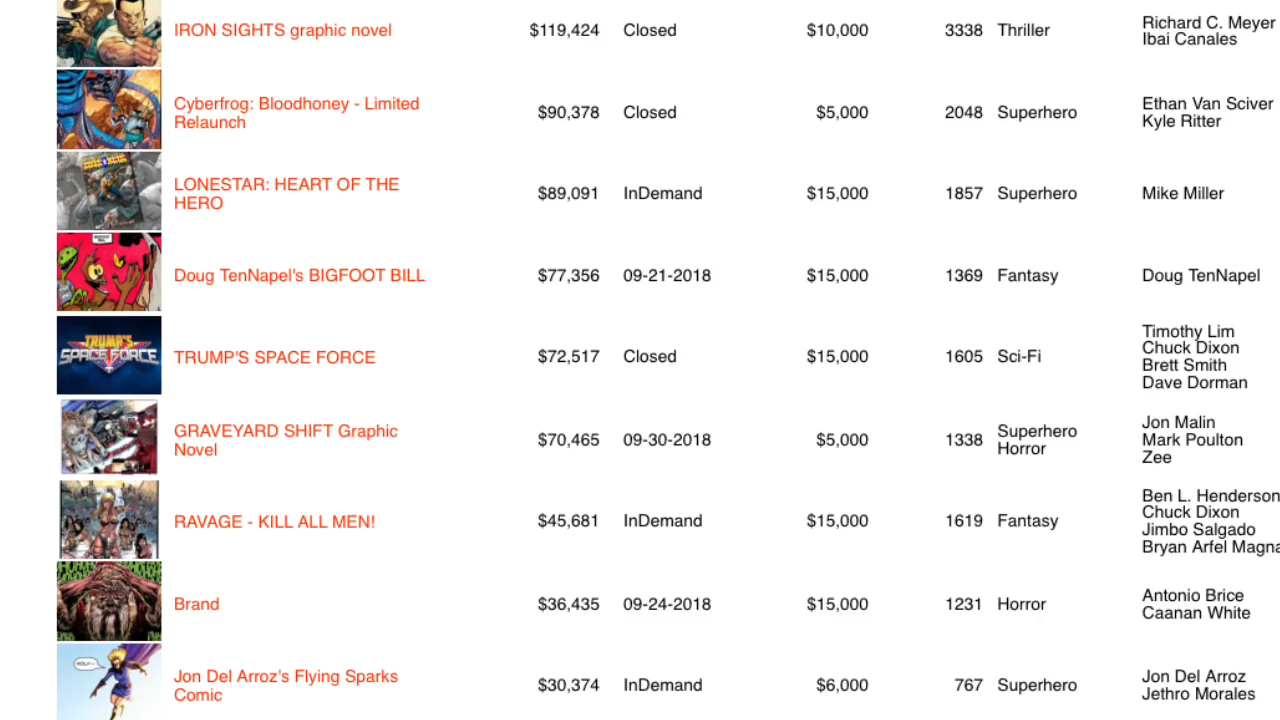 IRON SIGHTS graphic novel $119,424 Closed $10,000 3338 Thriller Richard C. Meyer
Ibai Canales
Cyberfrog: Bloodhoney - Limited
Relaunch $90,378 Closed $5,000 2048 Superhero Ethan Van Sciver
Kyle Ritter
LONESTAR: HEART OF THE
HERO $89,091 InDemand $15,000 1857 Superhero Mike Miller
Doug TenNapel's BIGFOOT BILL $77,356 09-21-2018 $15,000 1369 Fantasy Doug TenNapel
TRUMP'S
SPACE FORCE
TRUMP'S SPACE FORCE $72,517 Closed $15,000 1605 Sci-Fi Timothy Lim
Chuck Dixon
Brett Smith
Dave Dorman
GRAVEYARD SHIFT Graphic
Novel $70,465 09-30-2018 $5,000 1338 Superhero
Horror Jon Malin
Mark Poulton
Zee
RAVAGE - KILL ALL MEN! $45,681 InDemand $15,000 1619 Fantasy Ben L. Henderson
Chuck Dixon
Jimbo Salgado
Bryan Arfel Magna
Brand $36,435 09-24-2018 $15,000 1231 Horror Antonio Brice
Caanan White
Jon Del Arroz's Flying Sparks
Comic $30,374 InDemand $6,000 767 Superhero Jon Del Arroz
Jethro Morales